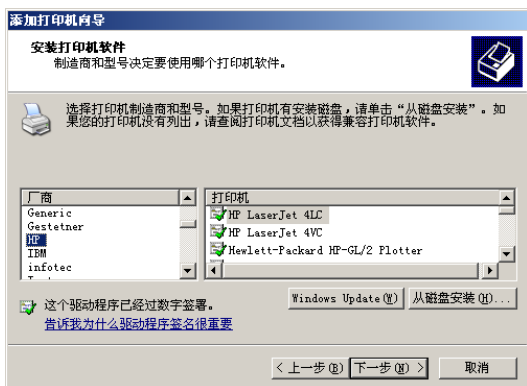 添加打印机向导
安装打印机软件
制造商和型号决定要使用哪个打印机软件。
选择打印机制造商和型号。如果打印机有安装磁盘，请单击“从磁盘安装”。如
果您的打印机没有列出，请查阅打印机文档以获得兼容打印机软件。
厂商
Generic
Gestetner
HP
IBM
infotec
打印机
HP LaserJet 4LC
HP LaserJet 4VC
Hewlett-Packard HP-GL/2 Plotter
这个驱动程序已经过数字签署。
告诉我为什么驱动程序签名很重要
Windows Update(W)
从磁盘安装(H)...
< 上一步(B)
下一步(N) >
取消